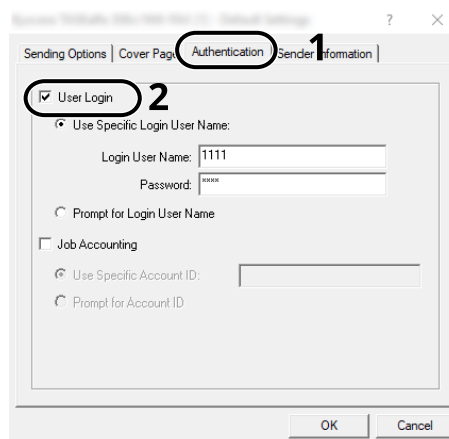 ? ×
Sending Options Cover Page Authentication Sender Information
1
User Login 2
Use Specific Login User Name:
Login User Name: 1111
Password: ****
Prompt for Login User Name
Job Accounting
Use Specific Account ID:
Prompt for Account ID
OK Cancel